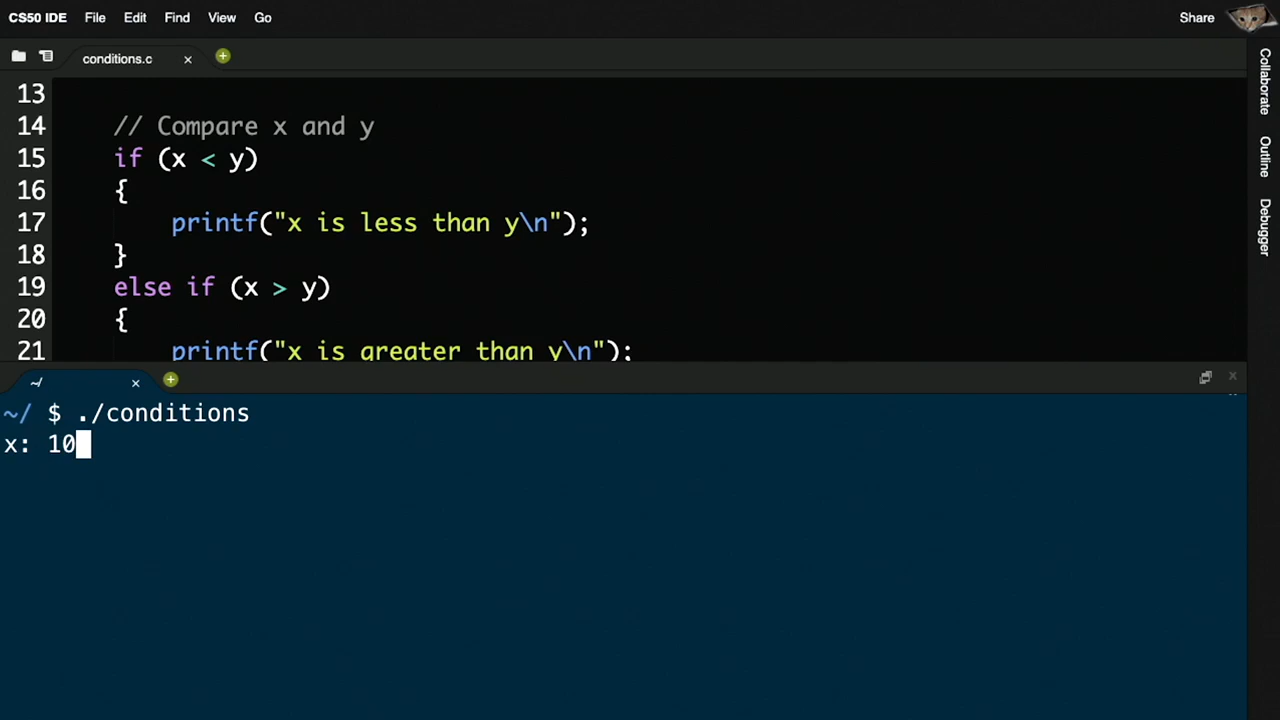 CS50 IDE File Edit Find View Go Share
conditions.c
13
14 // Compare x and y
15 if (x < y)
16 {
17 printf("x is less than y\n");
18 }
19 else if (x > y)
20 {
21 printf("x is greater than y\n");
~/
~/ $ ./conditions
x: 10
Collaborate
Outline
Debugger